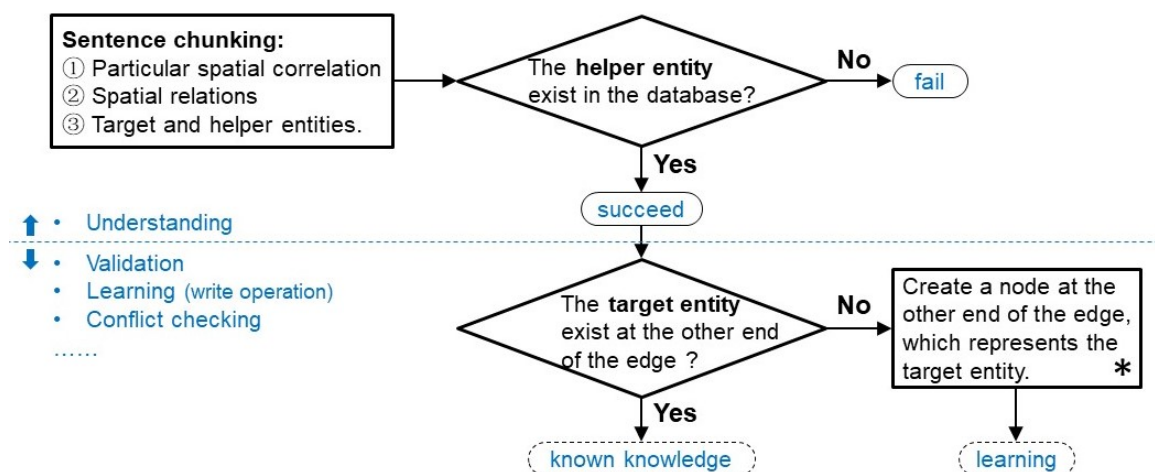 Sentence chunking:
① Particular spatial correlation
② Spatial relations
③ Target and helper entities.
The helper entity
exist in the database?
No
fail
Yes
succeed
• Understanding
• Validation
• Learning (write operation)
• Conflict checking
……
The target entity
exist at the other end
of the edge ?
No
Create a node at the
other end of the edge,
which represents the
target entity. *
Yes
known knowledge
learning